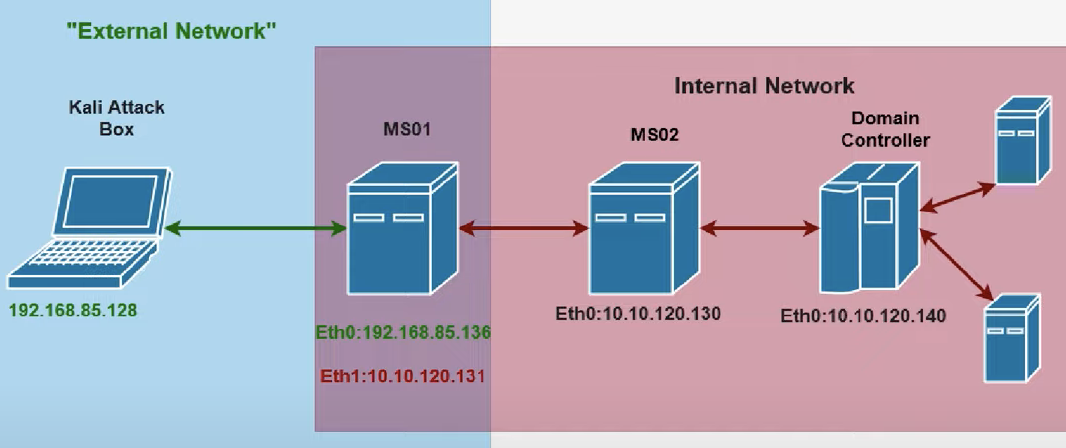 "External Network"
Internal Network
Kali Attack
Box
MS01
MS02
Domain
Controller
192.168.85.128
Eth0:192.168.85.136
Eth1:10.10.120.131
Eth0:10.10.120.130
Eth0:10.10.120.140